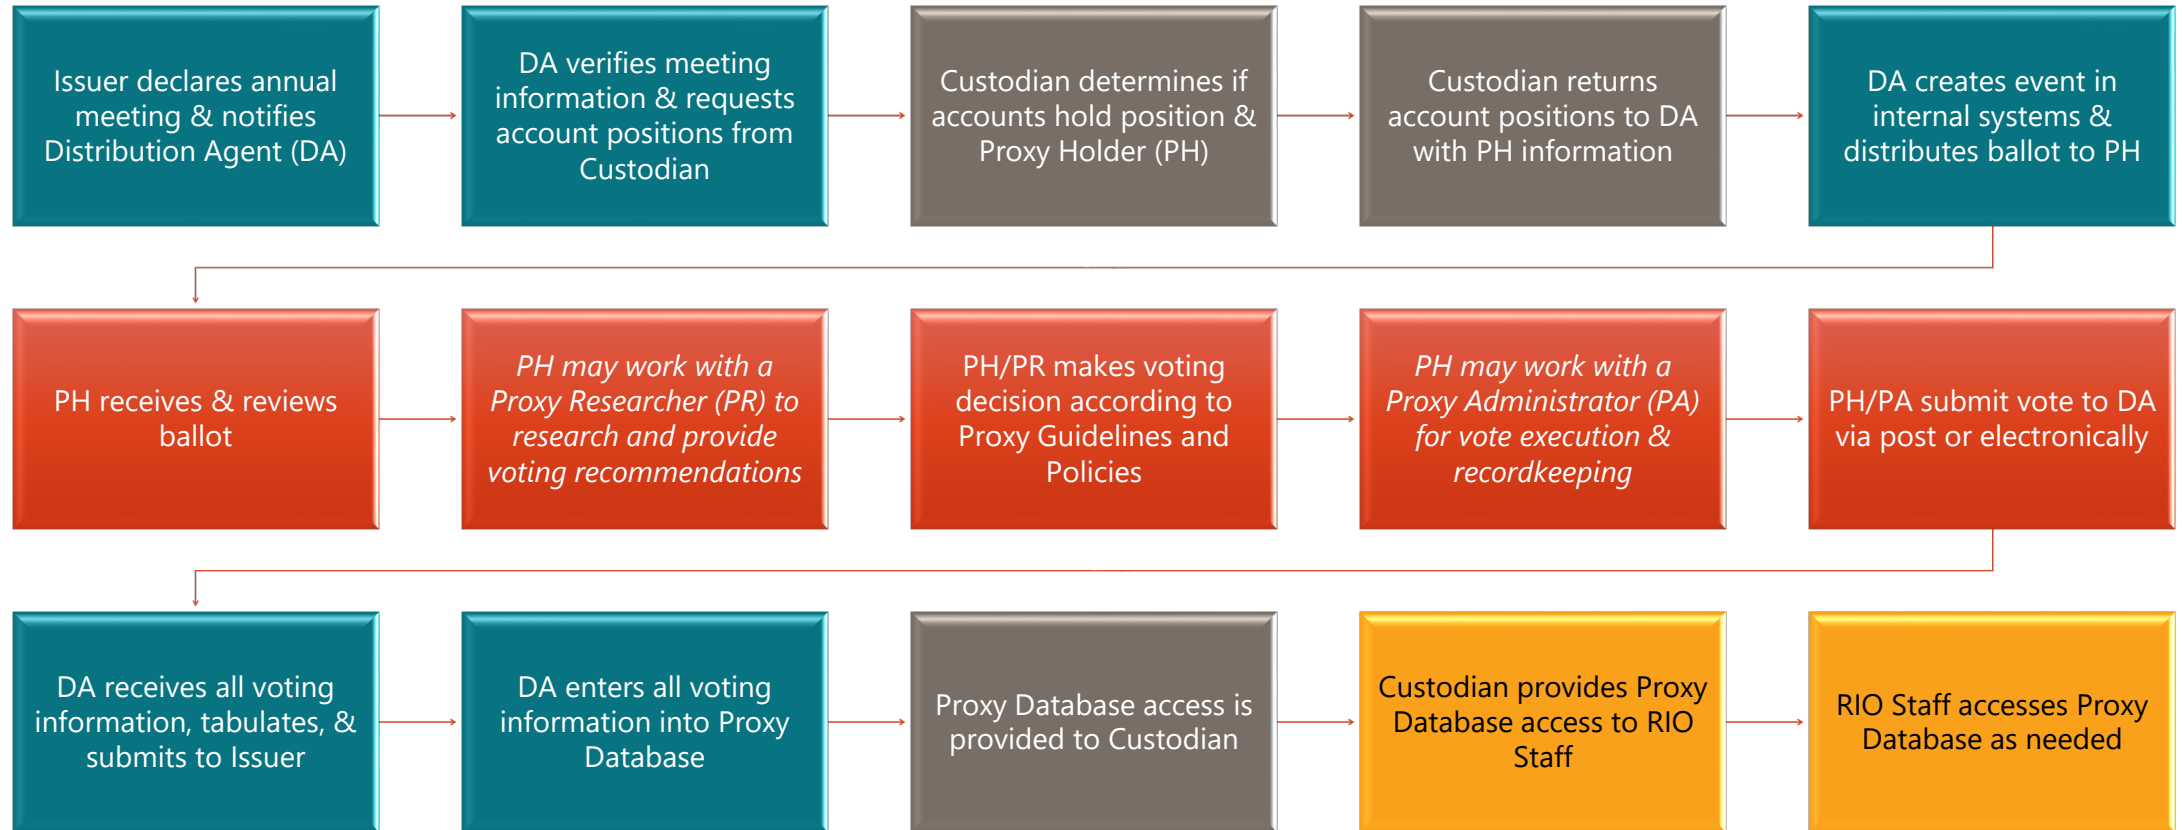 Issuer declares annual
meeting & notifies
Distribution Agent (DA)
DA verifies meeting
information & requests
account positions from
Custodian
Custodian determines if
accounts hold position &
Proxy Holder (PH)
Custodian returns
account positions to DA
with PH information
DA creates event in
internal systems &
distributes ballot to PH
PH receives & reviews
ballot
PH may work with a
Proxy Researcher (PR) to
research and provide
voting recommendations
PH/PR makes voting
decision according to
Proxy Guidelines and
Policies
PH may work with a
Proxy Administrator (PA)
for vote execution &
recordkeeping
PH/PA submit vote to DA
via post or electronically
DA receives all voting
information, tabulates, &
submits to Issuer
DA enters all voting
information into Proxy
Database
Proxy Database access is
provided to Custodian
Custodian provides Proxy
Database access to RIO
Staff
RIO Staff accesses Proxy
Database as needed